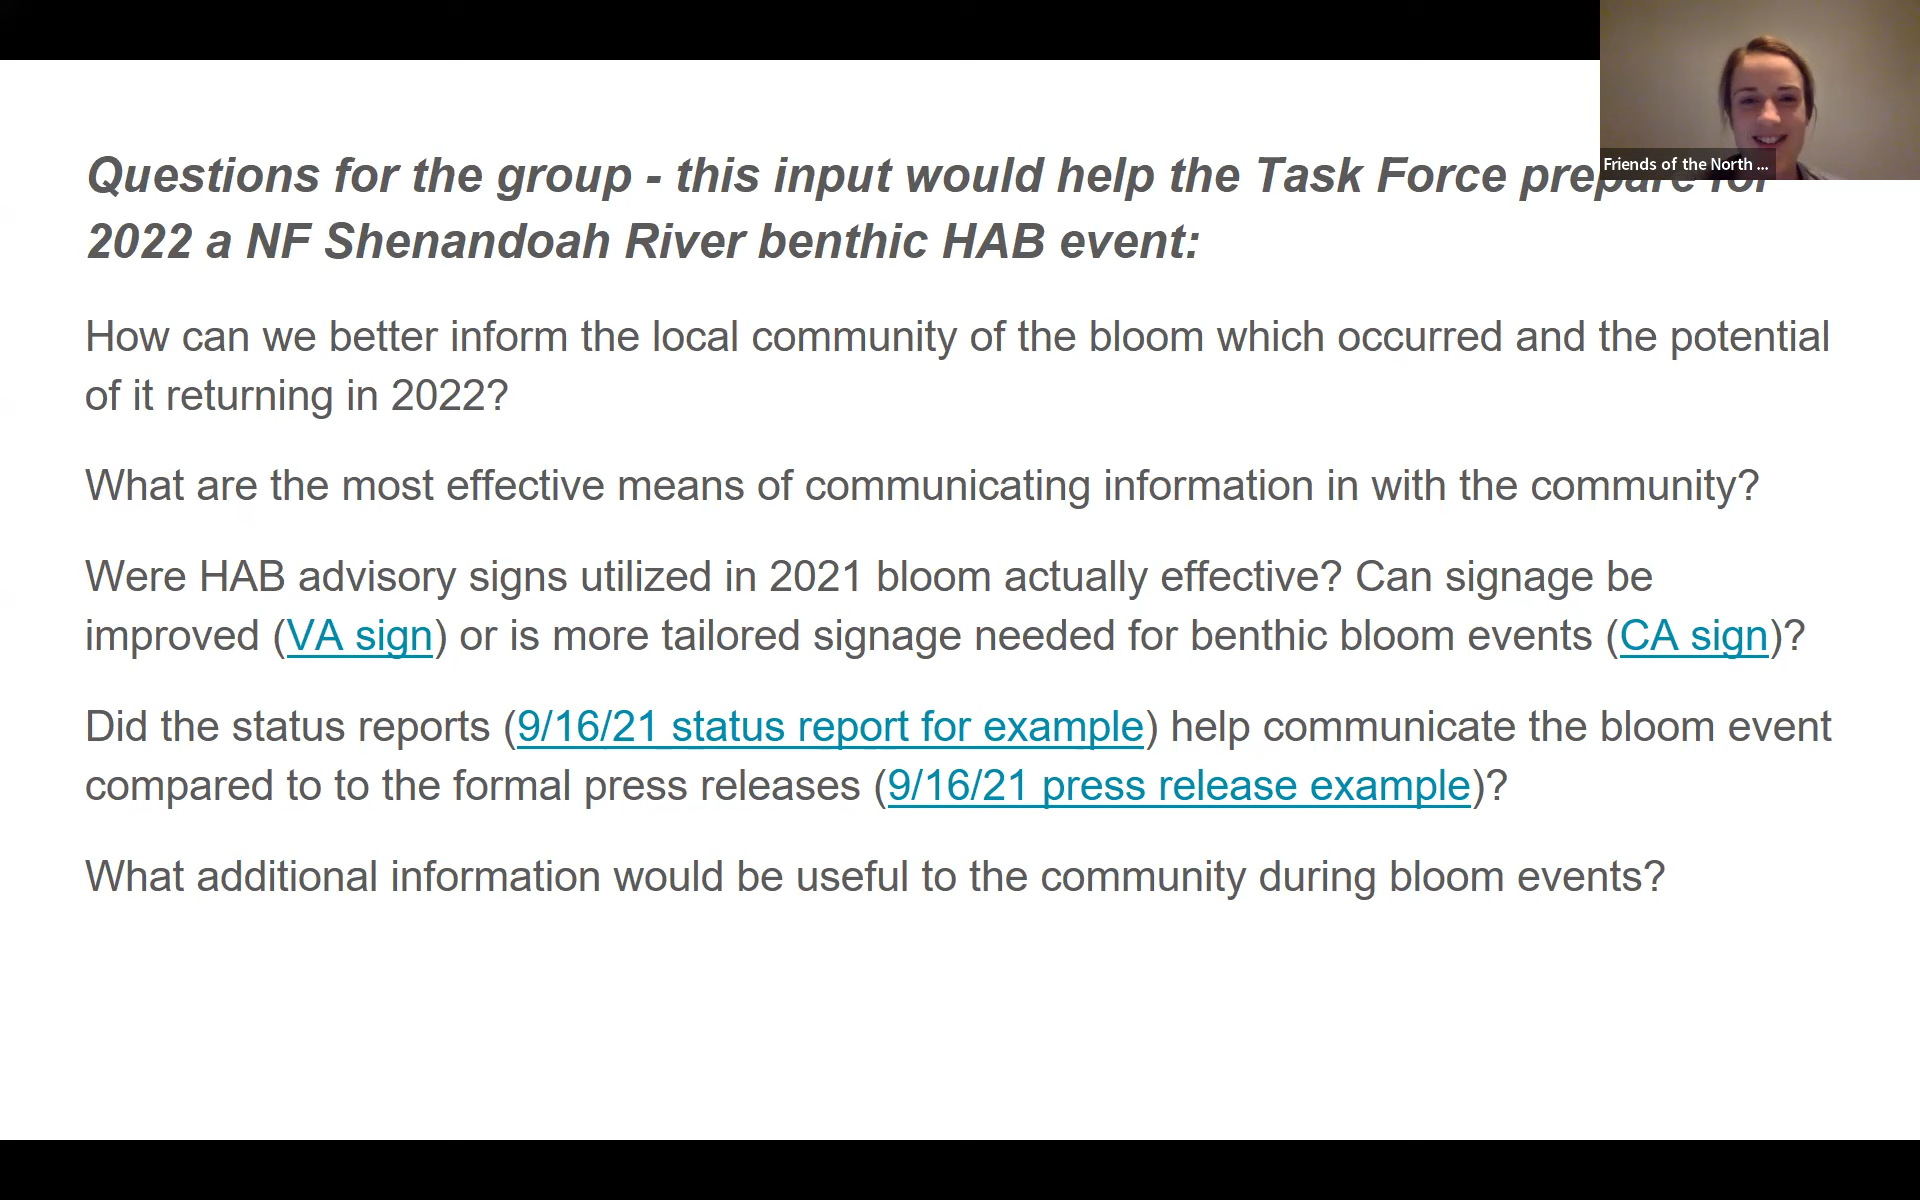 Friends of the North ...
Questions for the group - this input would help the Task Force prepare for
2022 a NF Shenandoah River benthic HAB event:
How can we better inform the local community of the bloom which occurred and the potential
of it returning in 2022?
What are the most effective means of communicating information in with the community?
Were HAB advisory signs utilized in 2021 bloom actually effective? Can signage be
improved (VA sign) or is more tailored signage needed for benthic bloom events (CA sign)?
Did the status reports (9/16/21 status report for example) help communicate the bloom event
compared to to the formal press releases (9/16/21 press release example)?
What additional information would be useful to the community during bloom events?